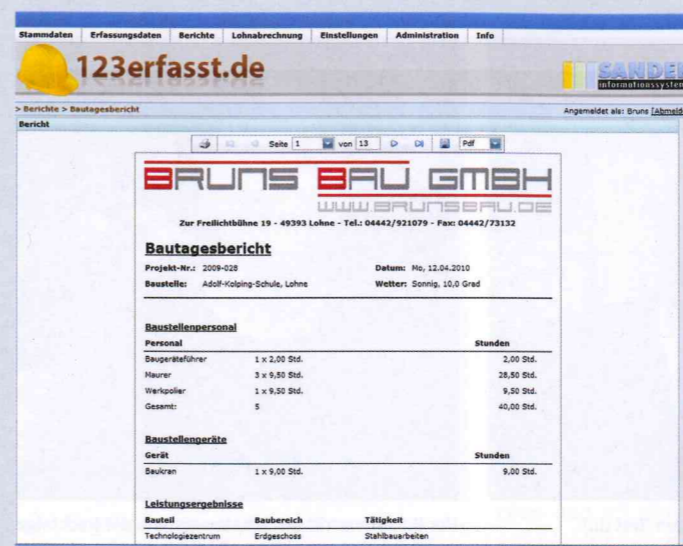 Stammdaten Erfassungsdaten Berichte Lohnabrechnung Einstellungen Administration Info
123erfasst.de
SANDER
informationssystem
> Berichte > Bautagesbericht Angemeldet als: Bruns [Abmeld
Bericht
Seite 1 von 13 Pdf
BRUNS BAU GMBH
WWW.BRUNSBAU.DE
Zur Freilichtbühne 19 - 49393 Lohne - Tel.: 04442/921079 - Fax: 04442/73132
Bautagesbericht
Projekt-Nr.: 2009-028 Datum: Mo, 12.04.2010
Baustelle: Adolf-Kolping-Schule, Lohne Wetter: Sonnig, 10,0 Grad
Baustellenpersonal
Personal Stunden
Baugeräteführer 1 x 2,00 Std. 2,00 Std.
Maurer 3 x 9,50 Std. 28,50 Std.
Werkpolier 1 x 9,50 Std. 9,50 Std.
Gesamt: 5 40,00 Std.
Baustellengeräte
Gerät Stunden
Baukran 1 x 9,00 Std. 9,00 Std.
Leistungsergebnisse
Bauteil Baubereich Tätigkeit
Technologiezentrum Erdgeschoss Stahlbauarbeiten